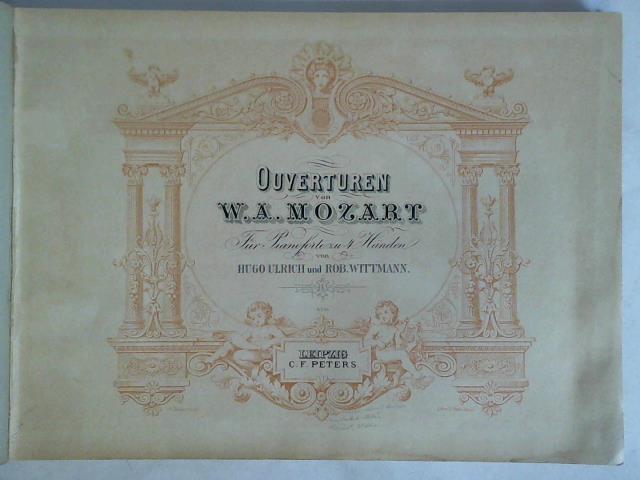 OUVERTUREN
von
W. A. MOZART
Für Pianoforte zu 4 Händen
von
HUGO ULRICH und ROB. WITTMANN.
LEIPZIG
C. F. PETERS.